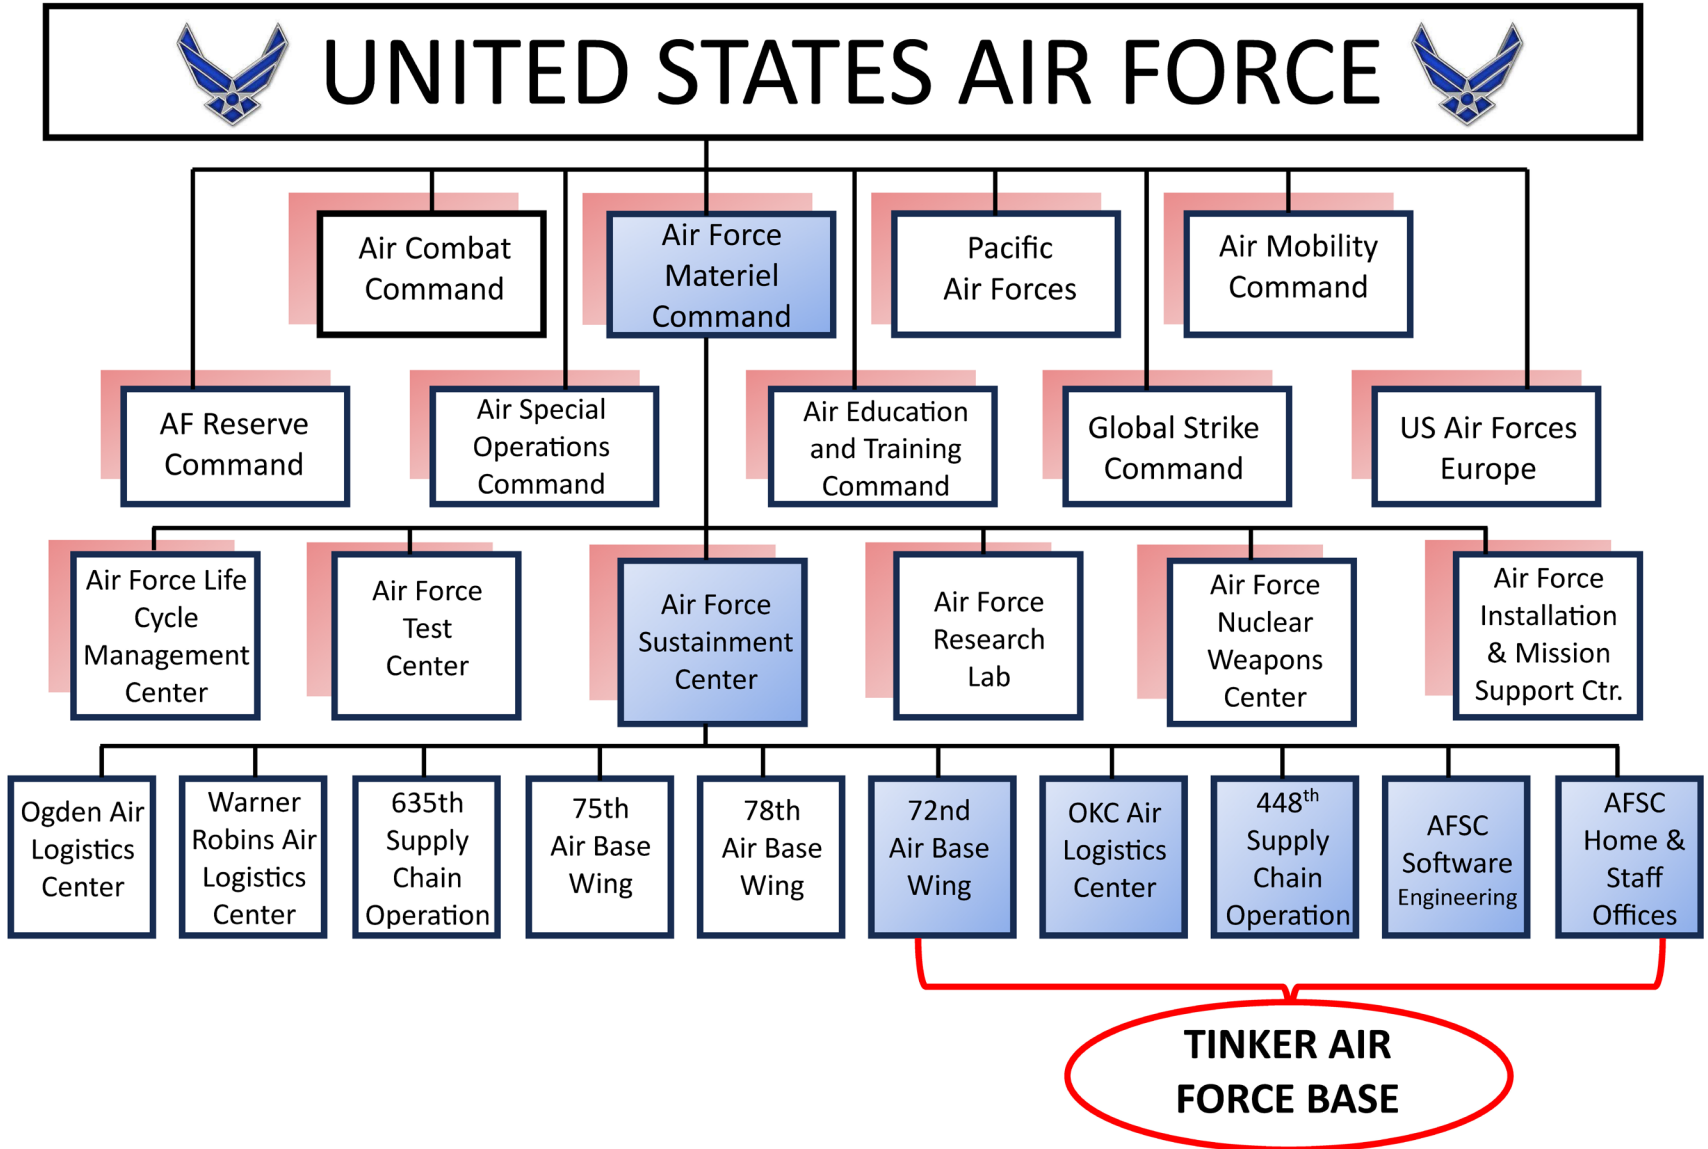 UNITED STATES AIR FORCE
Air Combat
Command
Air Force
Materiel
Command
Pacific
Air Forces
Air Mobility
Command
AF Reserve
Command
Air Special
Operations
Command
Air Education
and Training
Command
Global Strike
Command
US Air Forces
Europe
Air Force Life
Cycle
Management
Center
Air Force
Test
Center
Air Force
Sustainment
Center
Air Force
Research
Lab
Air Force
Nuclear
Weapons
Center
Air Force
Installation
& Mission
Support Ctr.
Ogden Air
Logistics
Center
Warner
Robins Air
Logistics
Center
635th
Supply
Chain
Operation
75th
Air Base
Wing
78th
Air Base
Wing
72nd
Air Base
Wing
OKC Air
Logistics
Center
448th
Supply
Chain
Operation
AFSC
Software
Engineering
AFSC
Home &
Staff
Offices
TINKER AIR
FORCE BASE